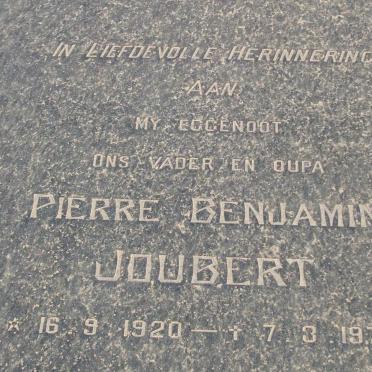 IN LIEFDEVOLLE HERINNERING
AAN
MY EGGENOOT
ONS VADER EN OUPA
PIERRE BENJAMIN
JOUBERT
☆ 16.9.1920 — † 7.3.19